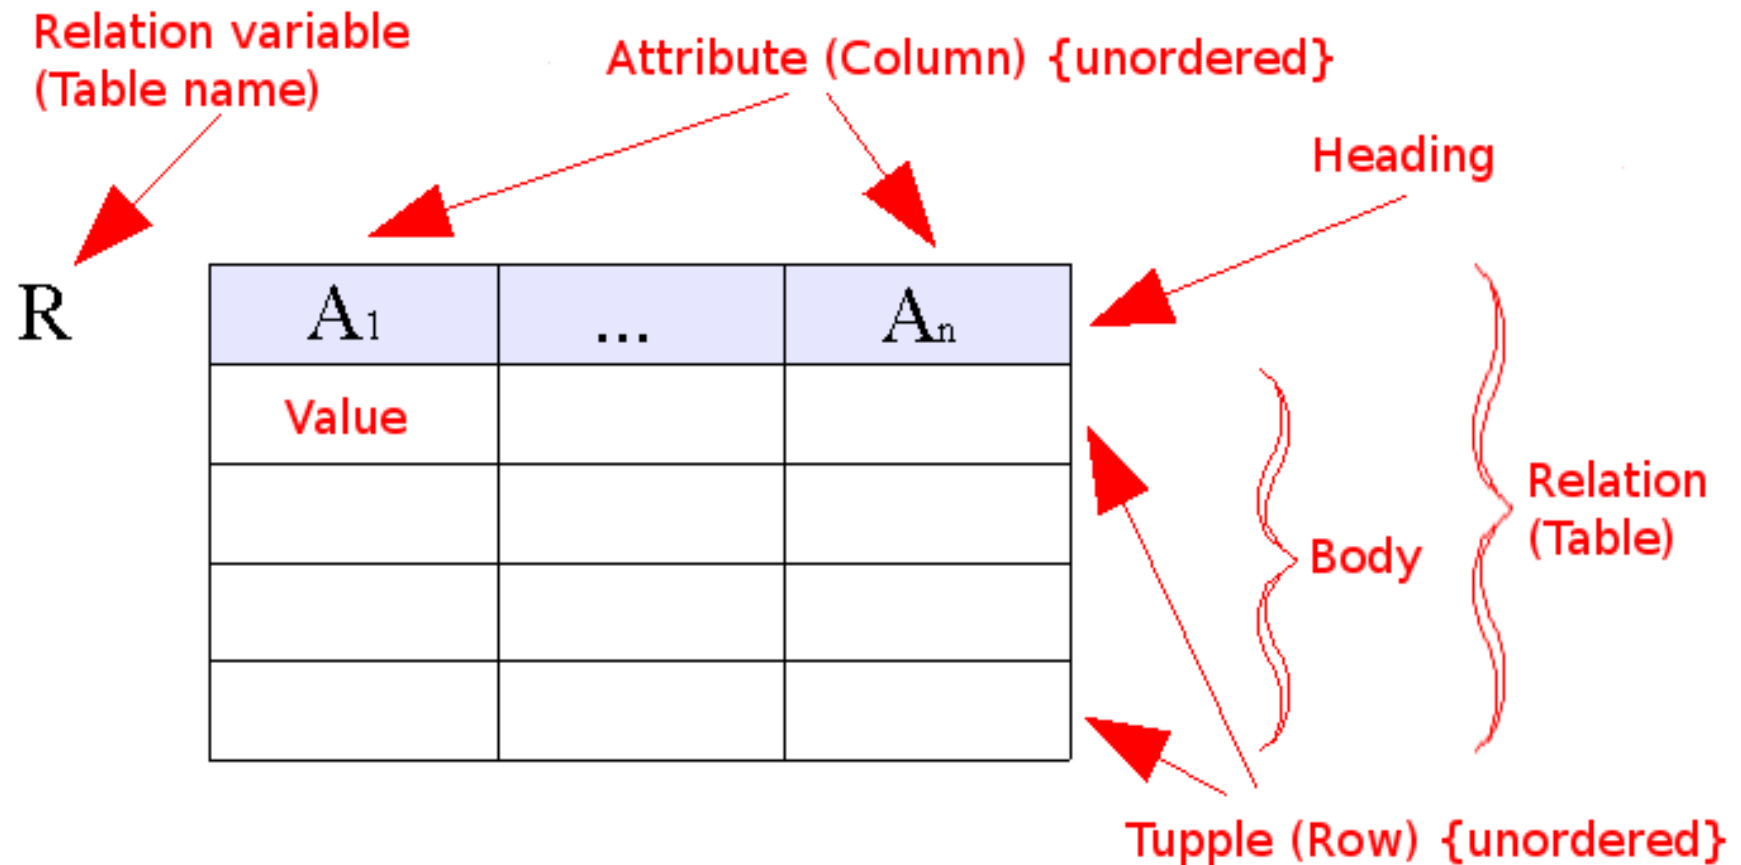 Relation variable
(Table name)
Attribute (Column) {unordered}
Heading
R
A1
...
An
Value
Relation
(Table)
Body
Tupple (Row) {unordered}